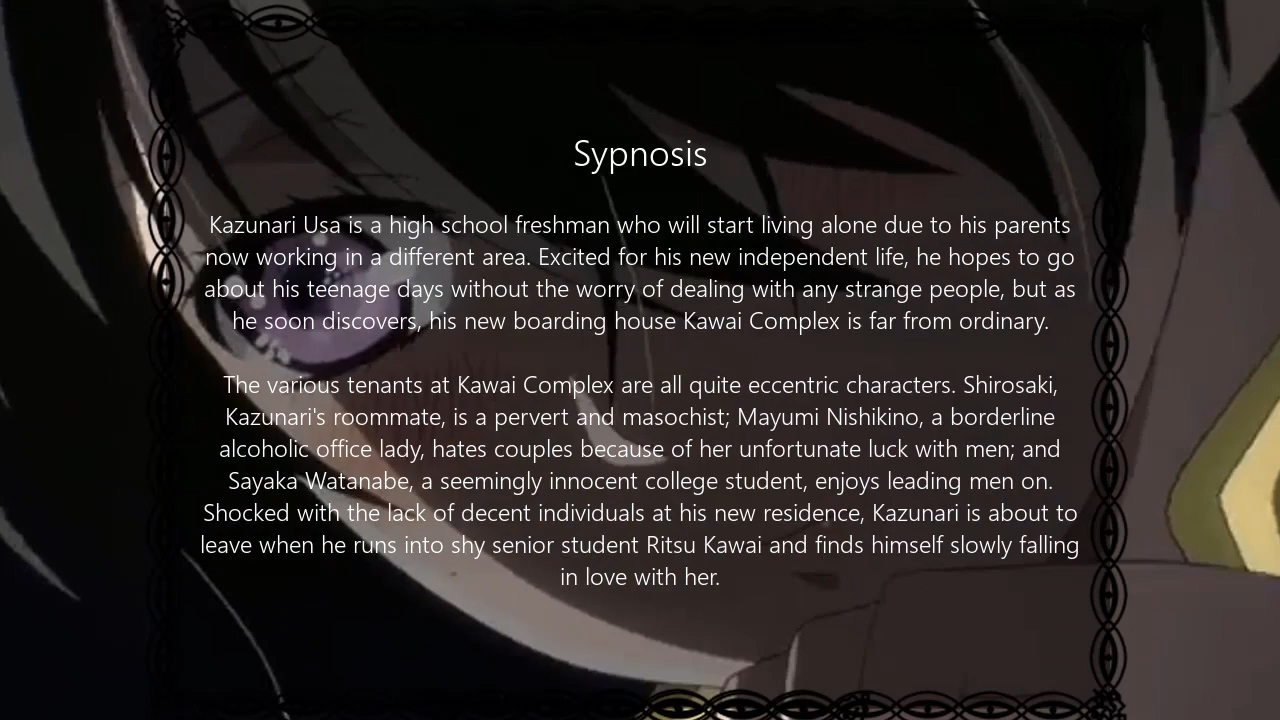 Sypnosis
Kazunari Usa is a high school freshman who will start living alone due to his parents
now working in a different area. Excited for his new independent life, he hopes to go
about his teenage days without the worry of dealing with any strange people, but as
he soon discovers, his new boarding house Kawai Complex is far from ordinary.
The various tenants at Kawai Complex are all quite eccentric characters. Shirosaki,
Kazunari's roommate, is a pervert and masochist; Mayumi Nishikino, a borderline
alcoholic office lady, hates couples because of her unfortunate luck with men; and
Sayaka Watanabe, a seemingly innocent college student, enjoys leading men on.
Shocked with the lack of decent individuals at his new residence, Kazunari is about to
leave when he runs into shy senior student Ritsu Kawai and finds himself slowly falling
in love with her.